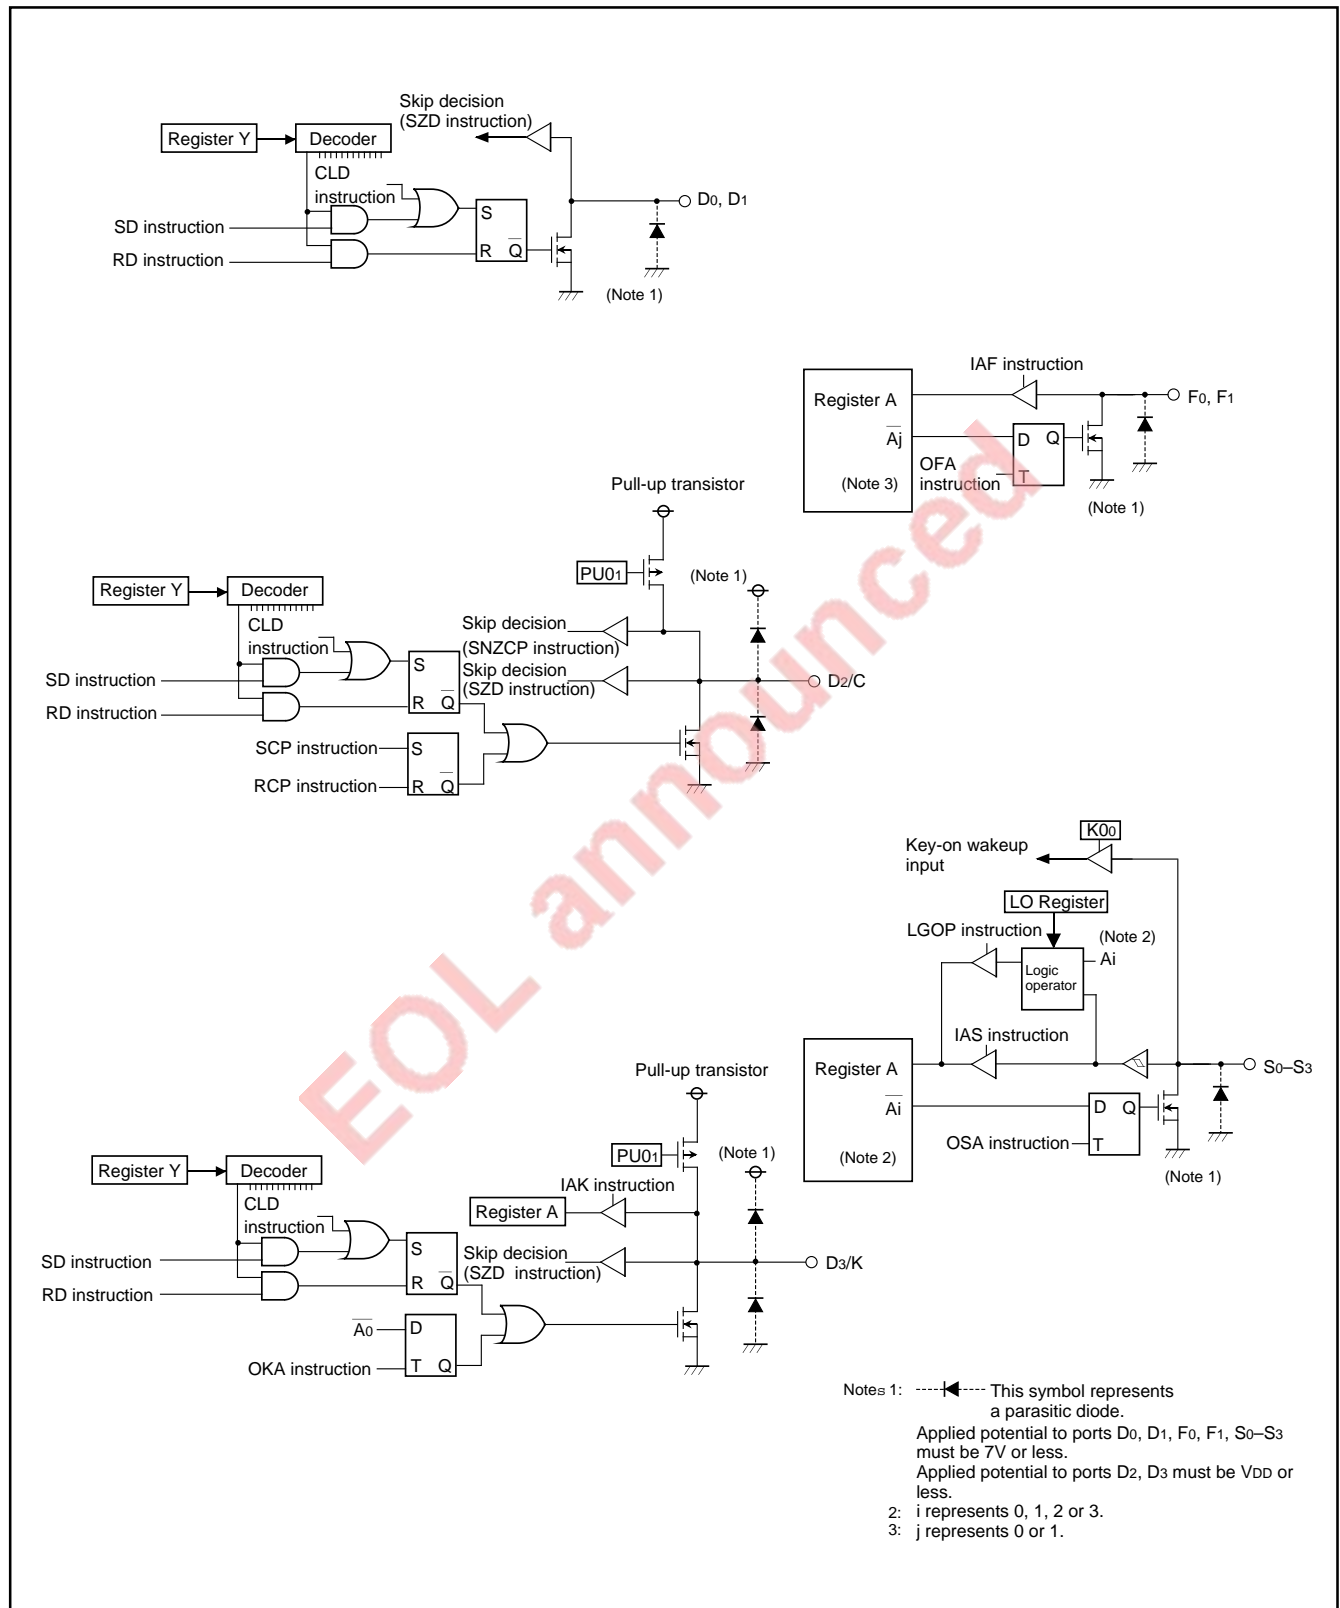 Skip decision
(SZD instruction)
Register Y
Decoder
CLD
instruction
SD instruction
RD instruction
S
R
Q̅
D0, D1
(Note 1)
IAF instruction
Register A
F0, F1
A̅j̅
D
Q
OFA
instruction
T
(Note 3)
(Note 1)
Pull-up transistor
PU01
(Note 1)
Register Y
Decoder
CLD
instruction
Skip decision
(SNZCP instruction)
Skip decision
(SZD instruction)
SD instruction
RD instruction
S
R
Q̅
D2/C
SCP instruction
RCP instruction
S
R
Q̅
K00
Key-on wakeup
input
LO Register
LGOP instruction
(Note 2)
Ai
Logic
operator
IAS instruction
Register A
S0–S3
A̅i̅
D
Q
OSA instruction
T
(Note 2)
(Note 1)
Pull-up transistor
PU01
(Note 1)
Register Y
Decoder
CLD
instruction
IAK instruction
Register A
Skip decision
(SZD instruction)
SD instruction
RD instruction
S
R
Q̅
D3/K
A̅0̅
D
OKA instruction
T
Q
Notes 1: This symbol represents
a parasitic diode.
Applied potential to ports D0, D1, F0, F1, S0–S3
must be 7V or less.
Applied potential to ports D2, D3 must be VDD or
less.
2: i represents 0, 1, 2 or 3.
3: j represents 0 or 1.
EOL announced